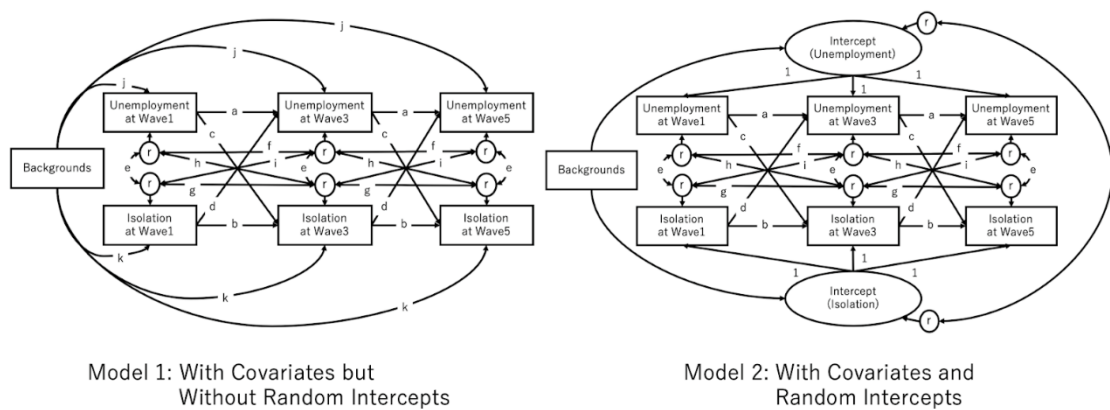 j
j
j
Unemployment
at Wave1
a
Unemployment
at Wave3
a
Unemployment
at Wave5
c
c
r
f
r
f
r
Backgrounds
e
h
i
e
h
i
e
r
g
r
g
r
d
d
Isolation
at Wave1
b
Isolation
at Wave3
b
Isolation
at Wave5
k
k
k
Model 1: With Covariates but
Without Random Intercepts
r
Intercept
(Unemployment)
1
1
1
Unemployment
at Wave1
a
Unemployment
at Wave3
a
Unemployment
at Wave5
c
c
r
f
r
f
r
Backgrounds
e
h
i
e
h
i
e
r
g
r
g
r
d
d
Isolation
at Wave1
b
Isolation
at Wave3
b
Isolation
at Wave5
1
1
1
Intercept
(Isolation)
r
Model 2: With Covariates and
Random Intercepts